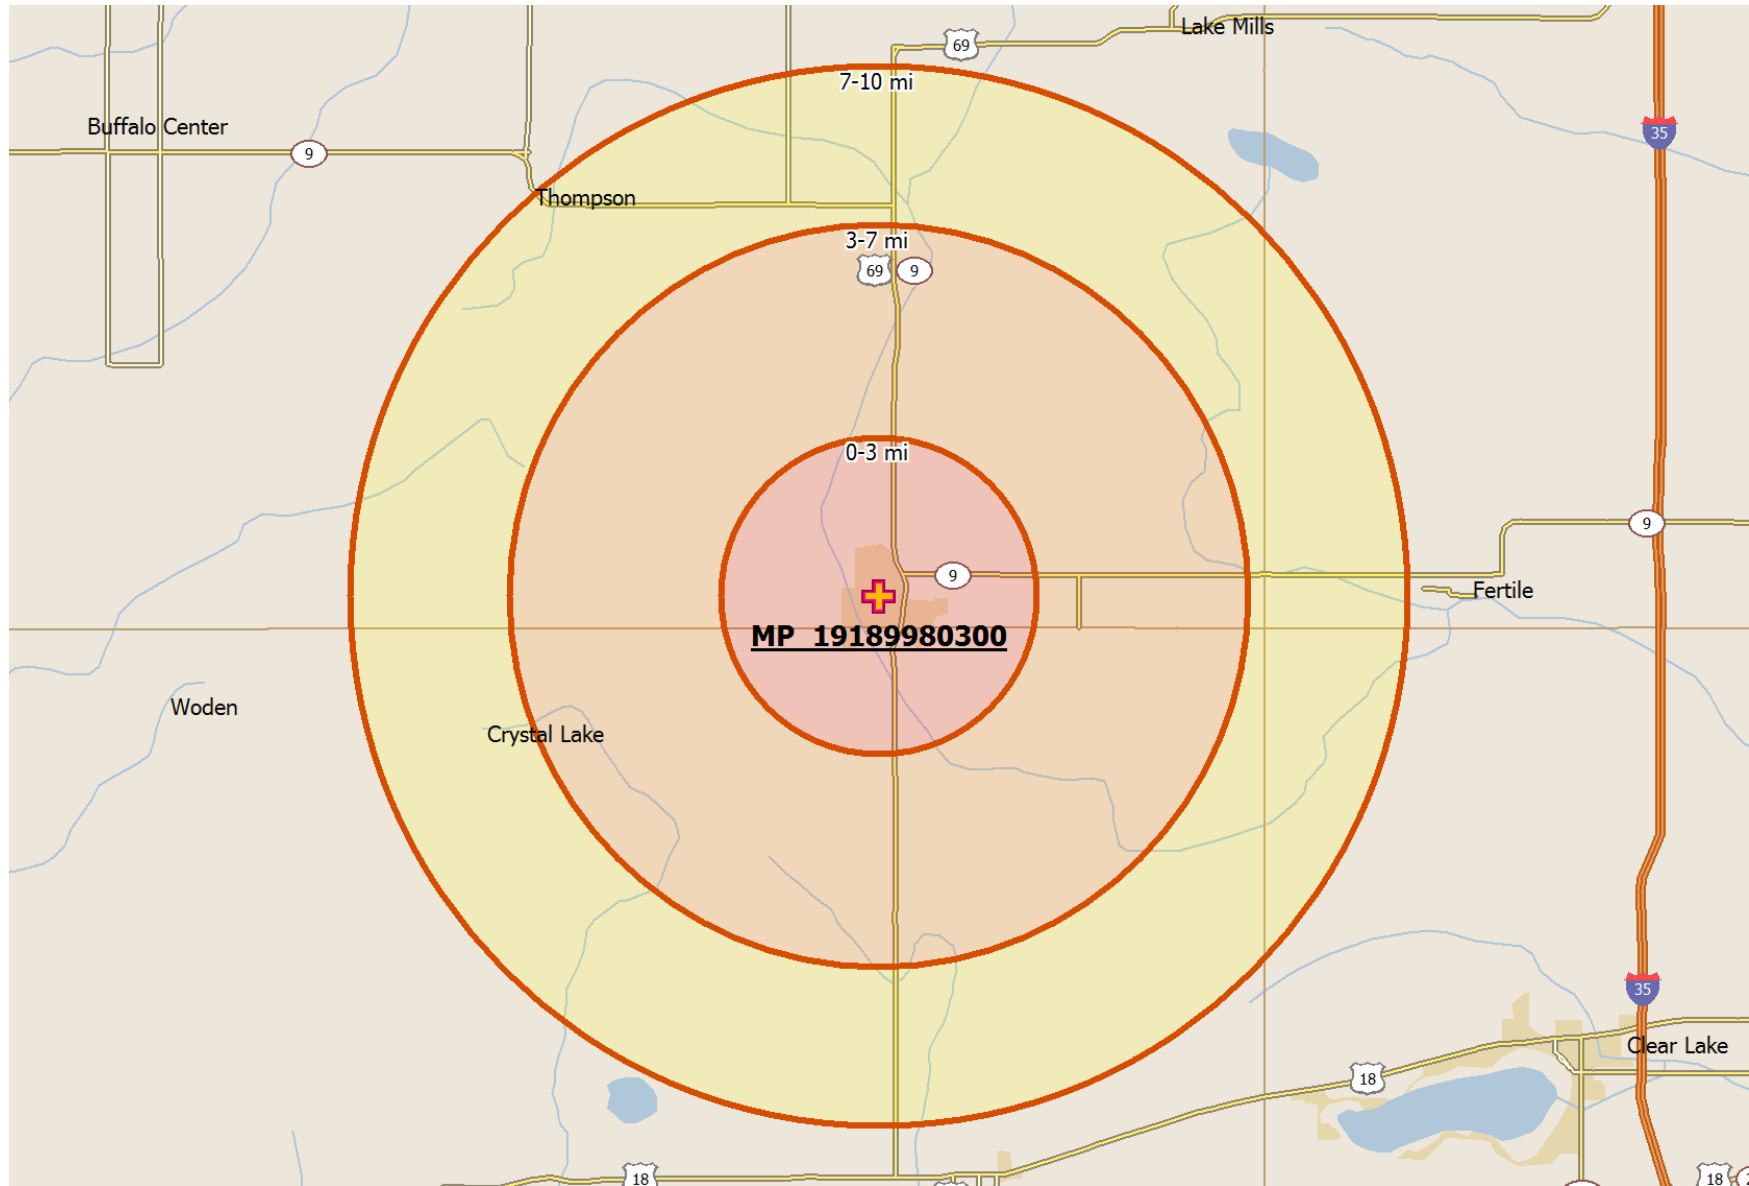 Lake Mills
69
7-10 mi
Buffalo Center
35
9
Thompson
3-7 mi
69
9
0-3 mi
9
9
Fertile
MP 19189980300
Woden
Crystal Lake
35
Clear Lake
18
18
18